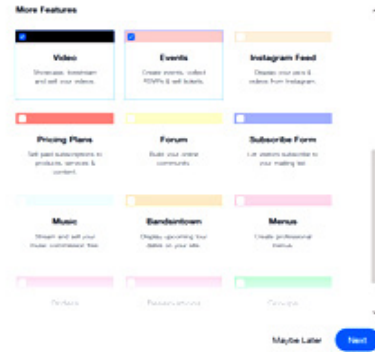 More Features
Video
Showcase, livestream
and sell your videos.
Events
Create events, collect
RSVPs & sell tickets.
Instagram Feed
Display your pics &
videos from Instagram.
Pricing Plans
Sell paid subscriptions to
products, services &
content.
Forum
Build your online
community.
Subscribe Form
Let visitors subscribe to
your mailing list.
Music
Stream and sell your
music commission free.
Bandsintown
Display upcoming tour
dates on your site.
Menus
Create professional
menus.
Orders
Reservations
Groups
Maybe Later
Next